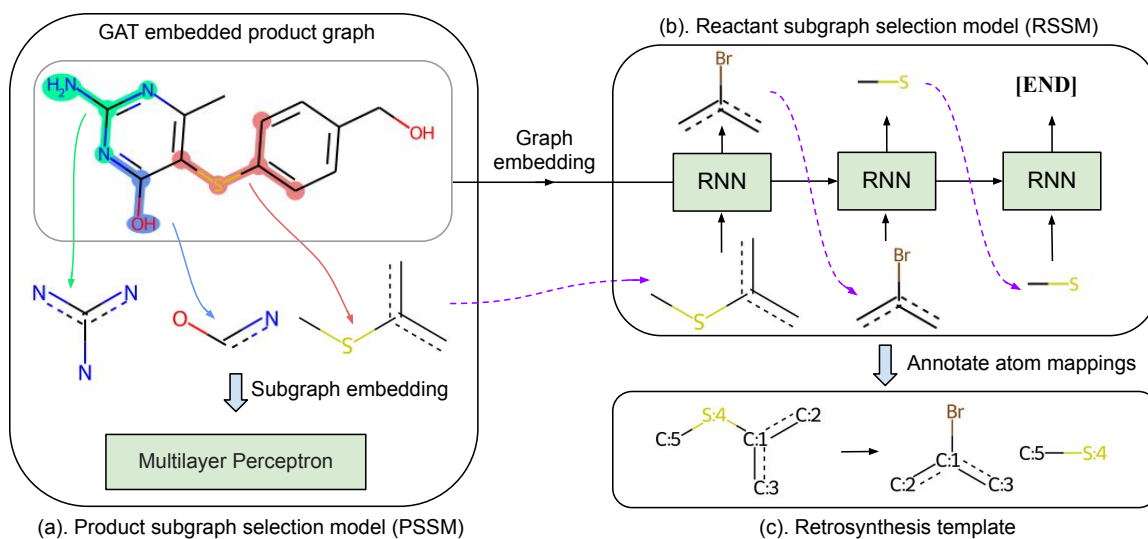 GAT embedded product graph
H₂N
N
N
OH
S
OH
N
N
N
O
N
S
Subgraph embedding
Multilayer Perceptron
(a). Product subgraph selection model (PSSM)
Graph
embedding
(b). Reactant subgraph selection model (RSSM)
Br
S
[END]
RNN
RNN
RNN
S
Br
S
Annotate atom mappings
C:5
S:4
C:1
C:2
C:3
Br
C:1
C:2
C:3
C:5
S:4
(c). Retrosynthesis template